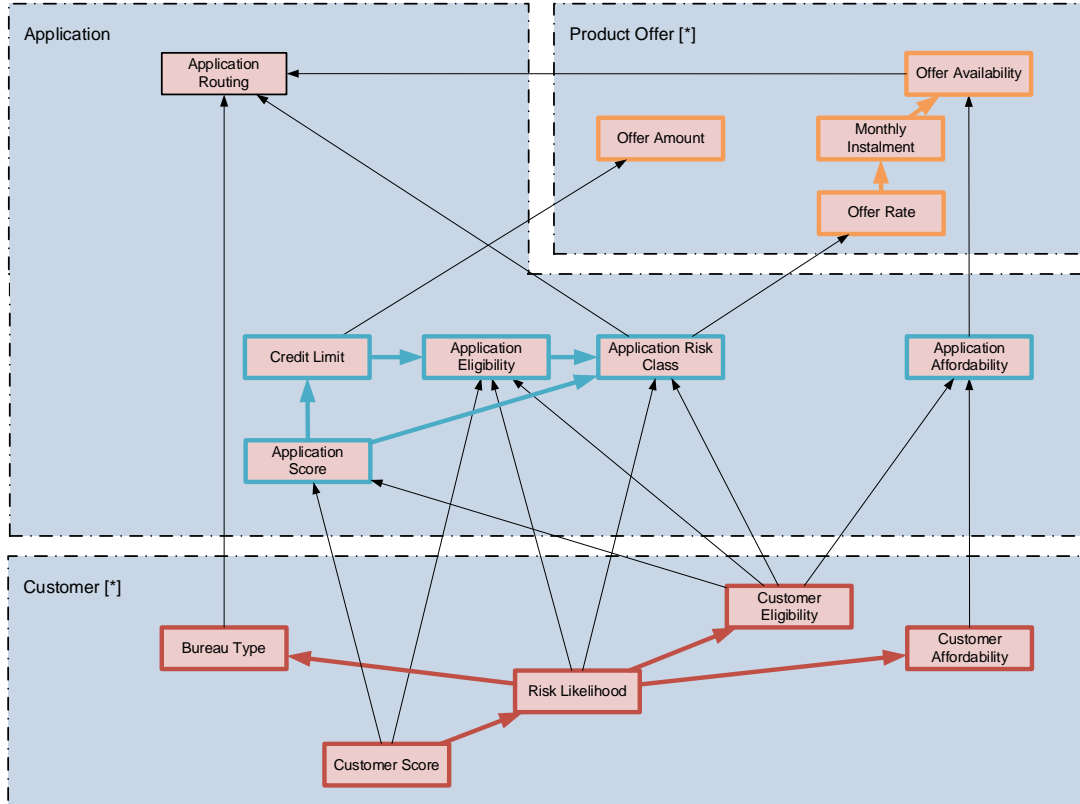 Application
Product Offer [*]
Application
Routing
Offer Availability
Offer Amount
Monthly
Instalment
Offer Rate
Credit Limit
Application
Eligibility
Application Risk
Class
Application
Affordability
Application
Score
Customer [*]
Customer
Eligibility
Bureau Type
Customer
Affordability
Risk Likelihood
Customer Score